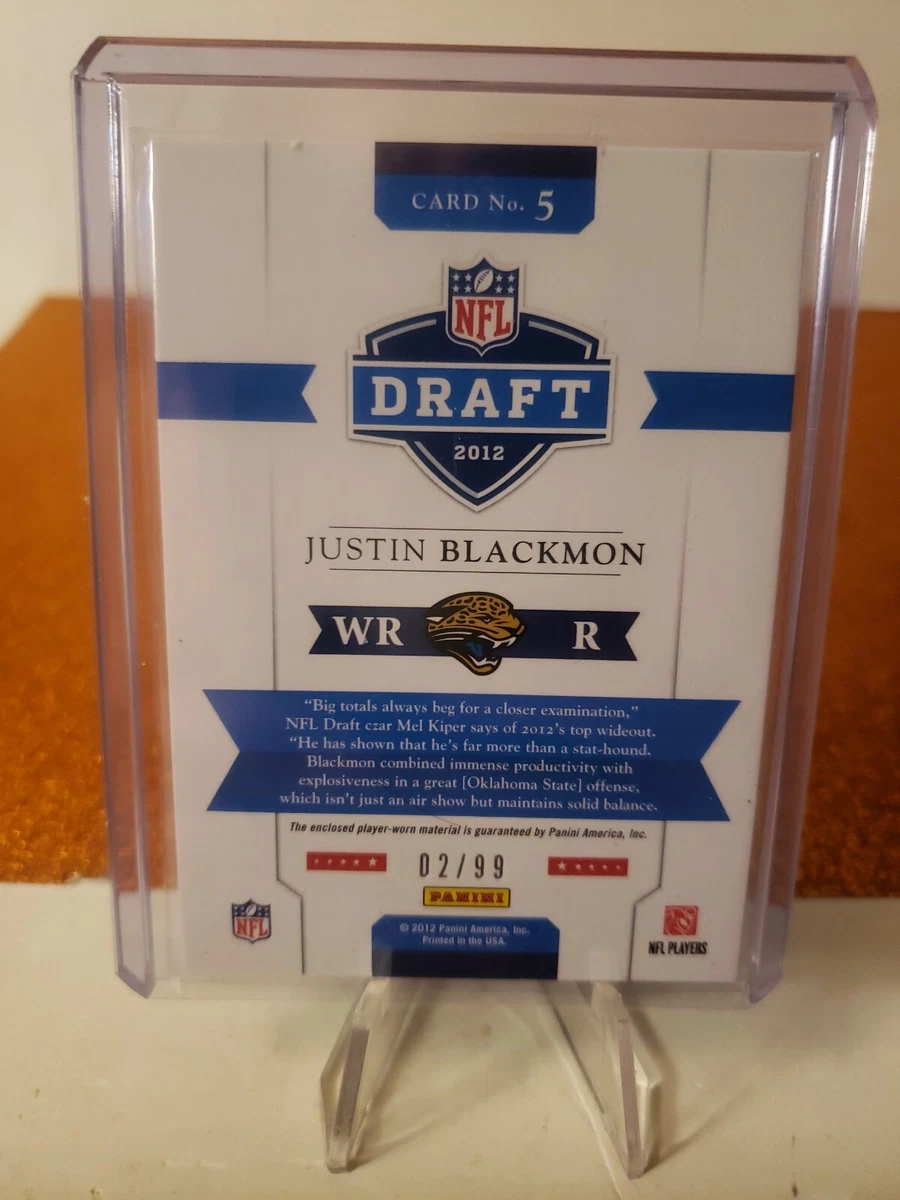 CARD No. 5
NFL
DRAFT
2012
JUSTIN BLACKMON
WR R
“Big totals always beg for a closer examination,”
NFL Draft czar Mel Kiper says of 2012's top wideout.
“He has shown that he's far more than a stat-hound.
Blackmon combined immense productivity with
explosiveness in a great [Oklahoma State] offense,
which isn't just an air show but maintains solid balance.
The enclosed player-worn material is guaranteed by Panini America, Inc.
02/99
PANINI
NFL
© 2012 Panini America, Inc.
Printed in the USA.
NFL PLAYERS